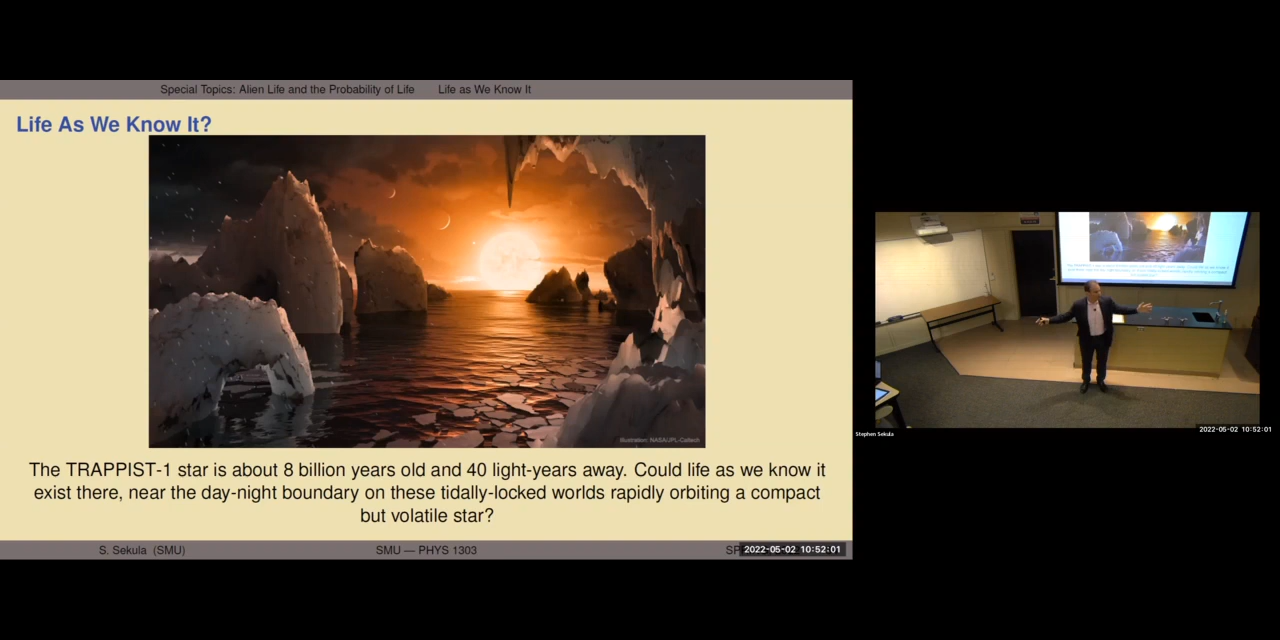 Special Topics: Alien Life and the Probability of Life Life as We Know It
Life As We Know It?
Illustration: NASA/JPL-Caltech
The TRAPPIST-1 star is about 8 billion years old and 40 light-years away. Could life as we know it
exist there, near the day-night boundary on these tidally-locked worlds rapidly orbiting a compact
but volatile star?
S. Sekula (SMU) SMU — PHYS 1303 SP
2022-05-02 10:52:01
Stephen Sekula
2022-05-02 10:52:01